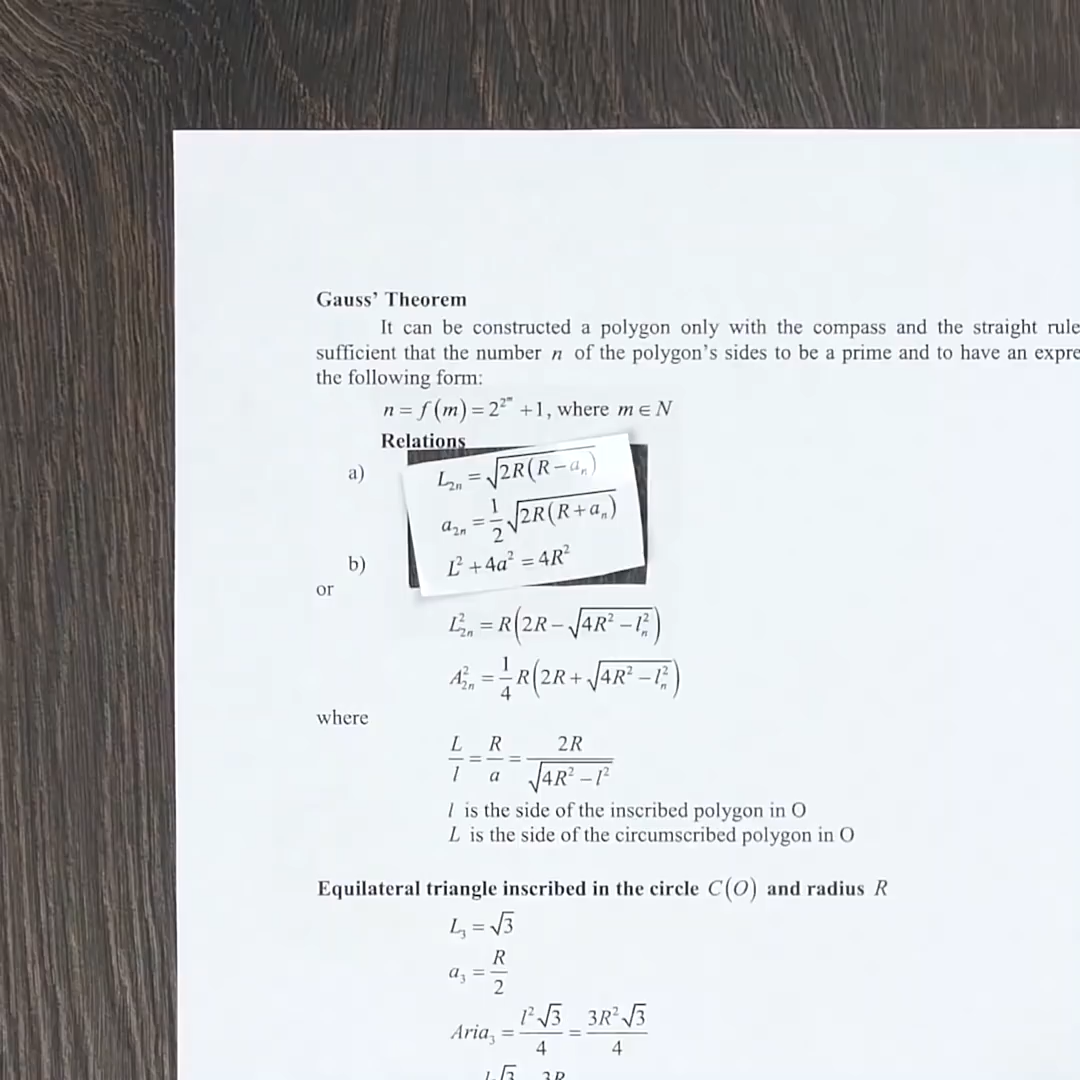 Gauss' Theorem
It can be constructed a polygon only with the compass and the straight rule
sufficient that the number n of the polygon's sides to be a prime and to have an expre
the following form:
n = f(m) = 2^{2^m} + 1, where m ∈ N
Relations
a) L_{2n} = √(2R(R − a_n))
a_{2n} = 1/2 √(2R(R + a_n))
b) L² + 4a² = 4R²
or
L²_{2n} = R(2R − √(4R² − l_n²))
A²_{2n} = 1/4 R(2R + √(4R² − l_n²))
where
L/l = R/a = 2R/√(4R² − l²)
l is the side of the inscribed polygon in O
L is the side of the circumscribed polygon in O
Equilateral triangle inscribed in the circle C(O) and radius R
L_3 = √3
a_3 = R/2
Aria_3 = l²√3/4 = 3R²√3/4